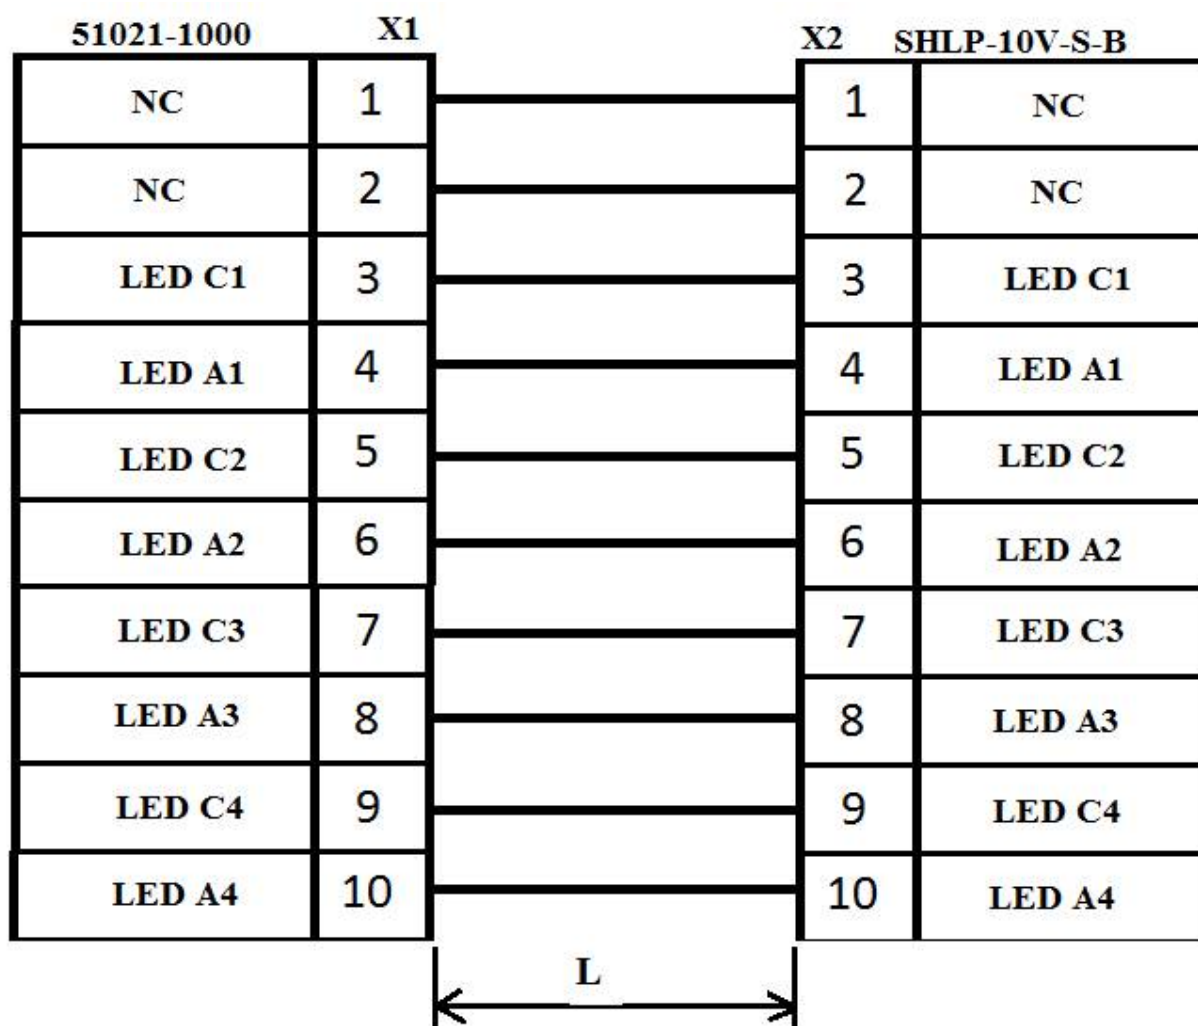 51021-1000 X1 X2 SHLP-10V-S-B
NC 1 1 NC
NC 2 2 NC
LED C1 3 3 LED C1
LED A1 4 4 LED A1
LED C2 5 5 LED C2
LED A2 6 6 LED A2
LED C3 7 7 LED C3
LED A3 8 8 LED A3
LED C4 9 9 LED C4
LED A4 10 10 LED A4
L